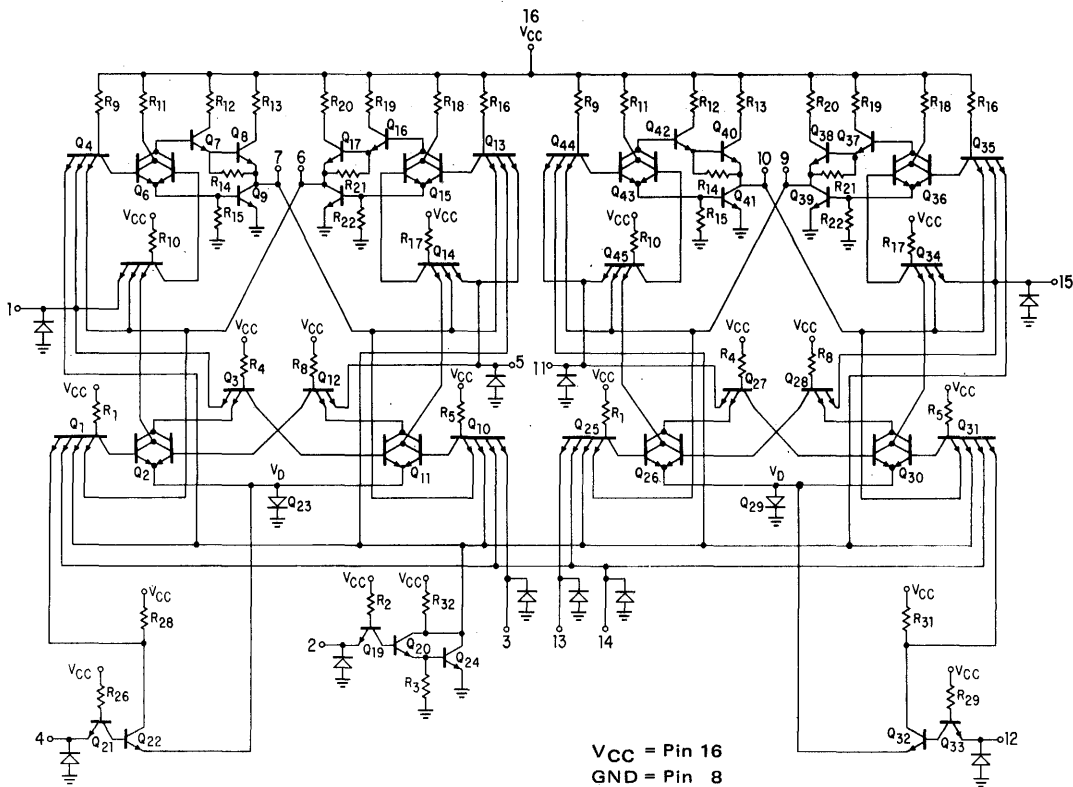 16
VCC
R9 R11 R12 R13 R20 R19 R18 R16 R9 R11 R12 R13 R20 R19 R18 R16
Q4 Q7 Q8 Q17 Q16 Q13 Q44 Q42 Q40 Q38 Q37 Q35
7 6 10 9
Q6 R14 Q9 R21 Q15 Q43 R14 Q41 Q39 R21 Q36
R15 R22 R15 R22
VCC VCC VCC VCC
R10 R17 Q14 R10 R17 Q34
Q45
1 15
VCC VCC VCC VCC
R4 R8 5 11 R4 R8
Q3 Q12 Q27 Q28
VCC VCC VCC VCC
R1 R5 R1 R5
Q1 Q10 Q25 Q31
Q2 Q11 Q26 Q30
VD VD
Q23 Q29
VCC VCC VCC VCC
R28 R2 R32 R31
3 13 14
2 Q19 Q20 Q24
VCC R3 VCC
R26 R29
4 Q21 Q22 Q32 Q33 12
VCC = Pin 16
GND = Pin 8